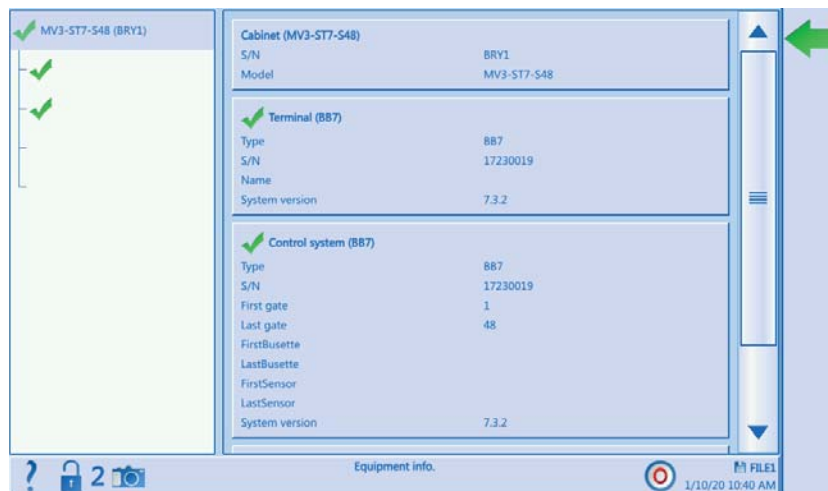 MV3-ST7-S48 (BRY1)
Cabinet (MV3-ST7-S48)
S/N BRY1
Model MV3-ST7-S48
Terminal (BB7)
Type BB7
S/N 17230019
Name
System version 7.3.2
Control system (BB7)
Type BB7
S/N 17230019
First gate 1
Last gate 48
FirstBusette
LastBusette
FirstSensor
LastSensor
System version 7.3.2
? 2 Equipment info. FILE1
1/10/20 10:40 AM